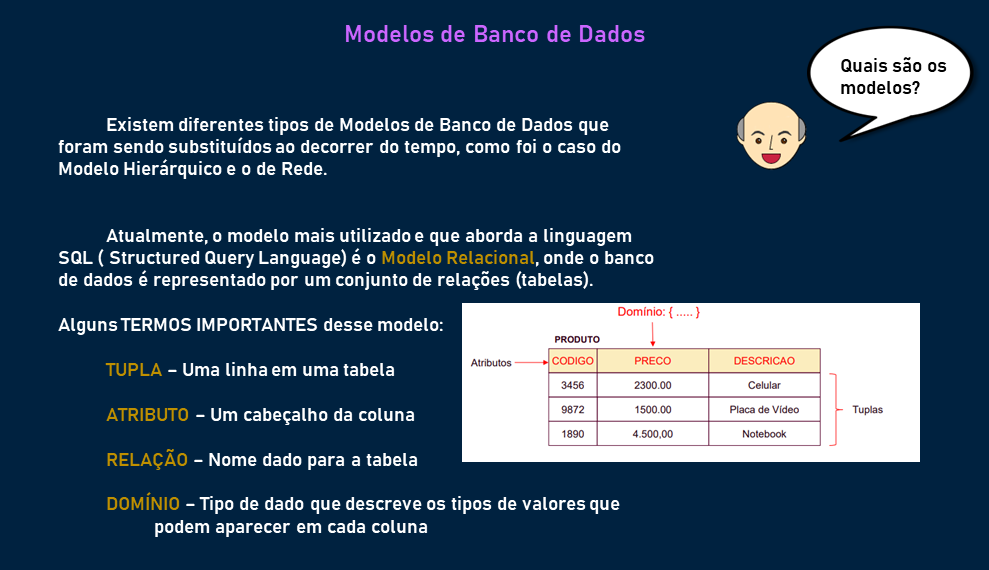 Modelos de Banco de Dados
Quais são os
modelos?
Existem diferentes tipos de Modelos de Banco de Dados que
foram sendo substituídos ao decorrer do tempo, como foi o caso do
Modelo Hierárquico e o de Rede.
Atualmente, o modelo mais utilizado e que aborda a linguagem
SQL ( Structured Query Language) é o Modelo Relacional, onde o banco
de dados é representado por um conjunto de relações (tabelas).
Alguns TERMOS IMPORTANTES desse modelo:
TUPLA – Uma linha em uma tabela
ATRIBUTO – Um cabeçalho da coluna
RELAÇÃO – Nome dado para a tabela
DOMÍNIO – Tipo de dado que descreve os tipos de valores que
podem aparecer em cada coluna
Domínio: { ..... }
PRODUTO
Atributos CODIGO PRECO DESCRICAO
3456 2300.00 Celular
9872 1500.00 Placa de Vídeo Tuplas
1890 4.500,00 Notebook